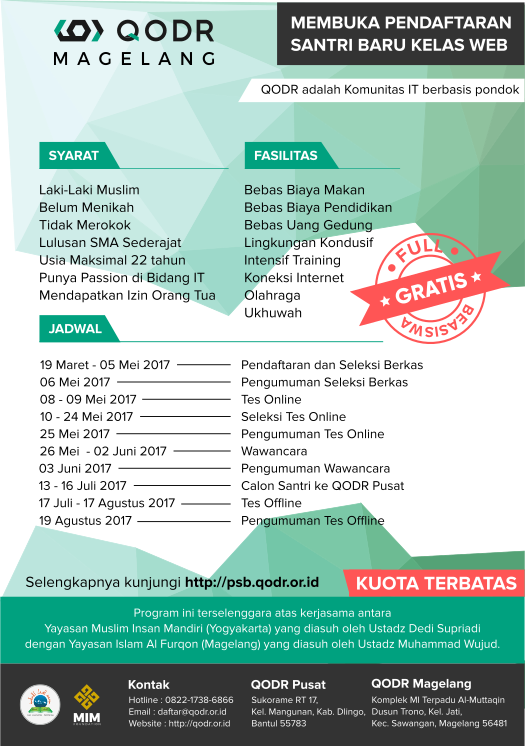 QODR
MAGELANG
MEMBUKA PENDAFTARAN
SANTRI BARU KELAS WEB
QODR adalah Komunitas IT berbasis pondok
SYARAT
Laki-Laki Muslim
Belum Menikah
Tidak Merokok
Lulusan SMA Sederajat
Usia Maksimal 22 tahun
Punya Passion di Bidang IT
Mendapatkan Izin Orang Tua
FASILITAS
Bebas Biaya Makan
Bebas Biaya Pendidikan
Bebas Uang Gedung
Lingkungan Kondusif
Intensif Training
Koneksi Internet
Olahraga
Ukhuwah
FULL
GRATIS
BEASISWA
JADWAL
19 Maret - 05 Mei 2017 Pendaftaran dan Seleksi Berkas
06 Mei 2017 Pengumuman Seleksi Berkas
08 - 09 Mei 2017 Tes Online
10 - 24 Mei 2017 Seleksi Tes Online
25 Mei 2017 Pengumuman Tes Online
26 Mei - 02 Juni 2017 Wawancara
03 Juni 2017 Pengumuman Wawancara
13 - 16 Juli 2017 Calon Santri ke QODR Pusat
17 Juli - 17 Agustus 2017 Tes Offline
19 Agustus 2017 Pengumuman Tes Offline
Selengkapnya kunjungi http://psb.qodr.or.id
KUOTA TERBATAS
Program ini terselenggara atas kerjasama antara
Yayasan Muslim Insan Mandiri (Yogyakarta) yang diasuh oleh Ustadz Dedi Supriadi
dengan Yayasan Islam Al Furqon (Magelang) yang diasuh oleh Ustadz Muhammad Wujud.
MIM
Kontak
Hotline : 0822-1738-6866
Email : daftar@qodr.or.id
Website : http://qodr.or.id
QODR Pusat
Sukorame RT 17,
Kel. Mangunan, Kab. Dlingo,
Bantul 55783
QODR Magelang
Komplek MI Terpadu Al-Muttaqin
Dusun Trono, Kel. Jati,
Kec. Sawangan, Magelang 56481